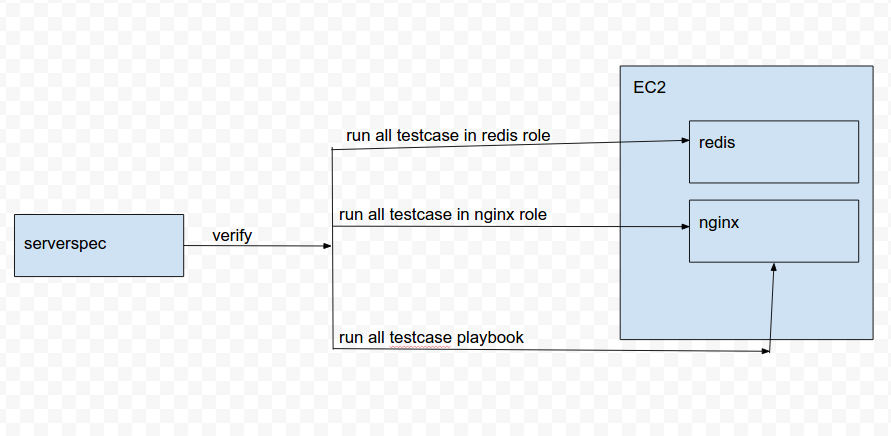 EC2
run all testcase in redis role
redis
run all testcase in nginx role
nginx
serverspec
verify
run all testcase playbook